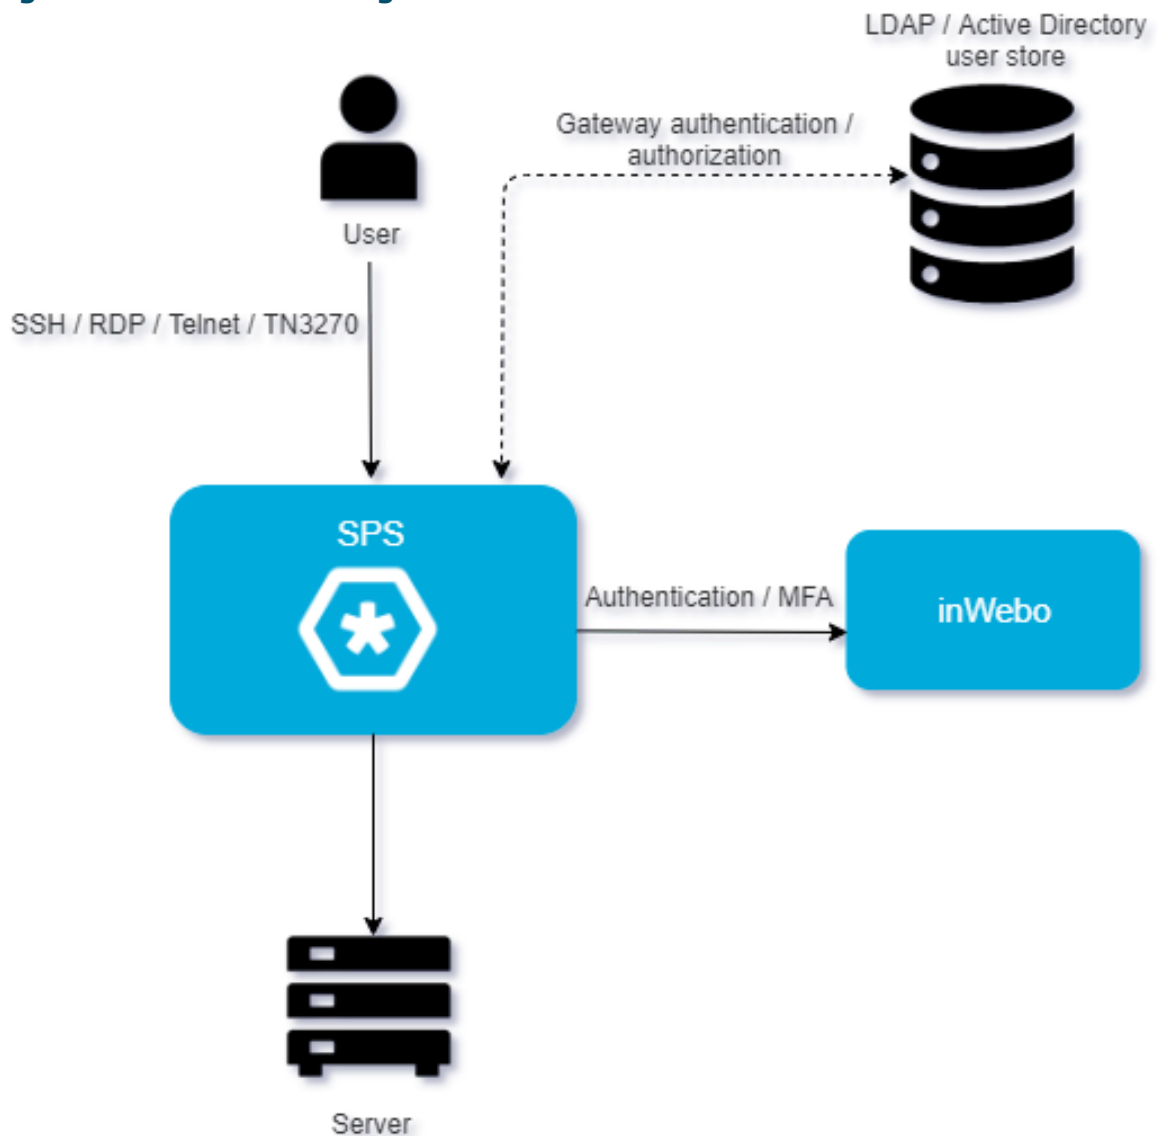 LDAP / Active Directory
user store
Gateway authentication /
authorization
User
SSH / RDP / Telnet / TN3270
SPS
Authentication / MFA
inWebo
Server